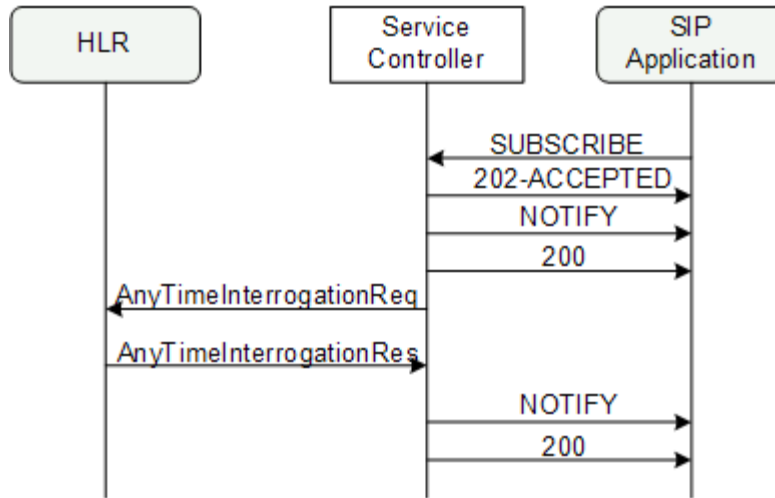 HLR
Service
Controller
SIP
Application
SUBSCRIBE
202-ACCEPTED
NOTIFY
200
AnyTimeInterrogationReq
AnyTimeInterrogationRes
NOTIFY
200